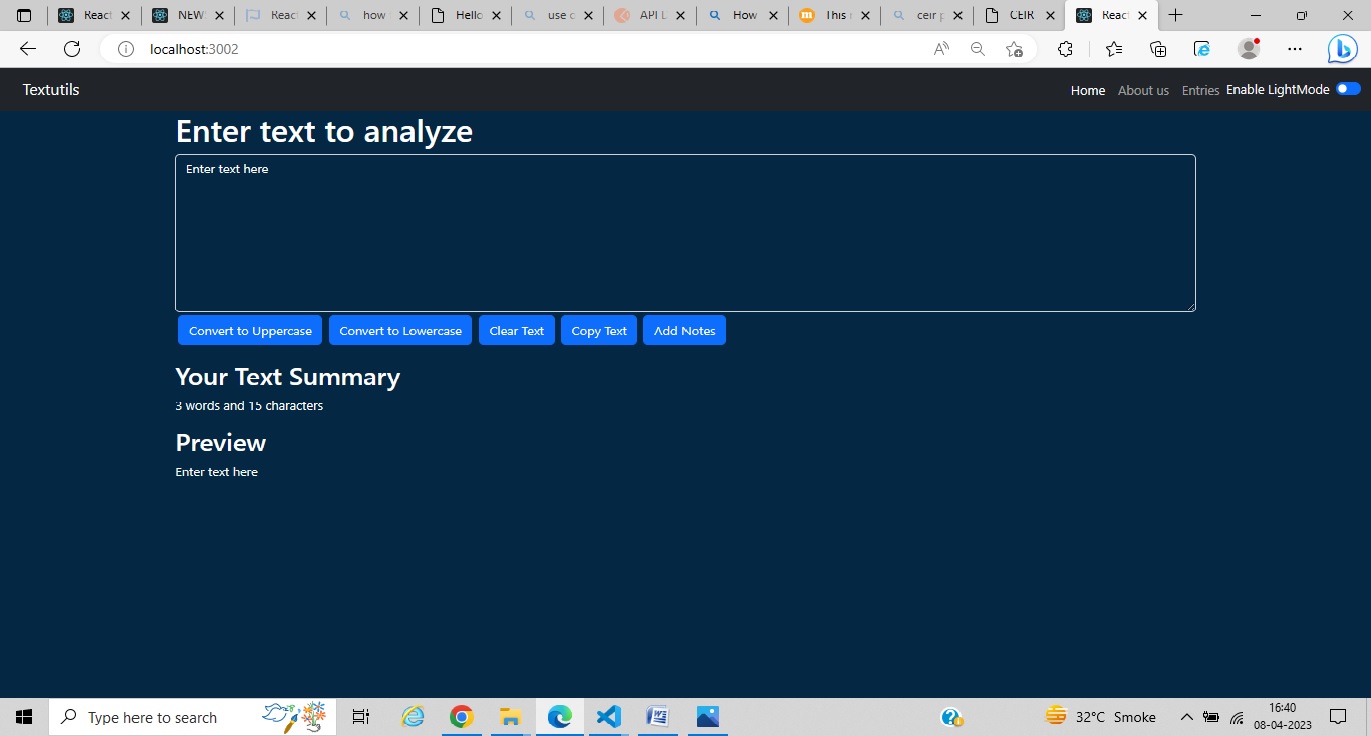 React
NEW
React
how
Hello
use c
API L
How
This r
ceir p
CEIR
React
localhost:3002
Textutils
Home About us Entries Enable LightMode
Enter text to analyze
Enter text here
Convert to Uppercase Convert to Lowercase Clear Text Copy Text Add Notes
Your Text Summary
3 words and 15 characters
Preview
Enter text here
Type here to search
32°C Smoke
16:40
08-04-2023